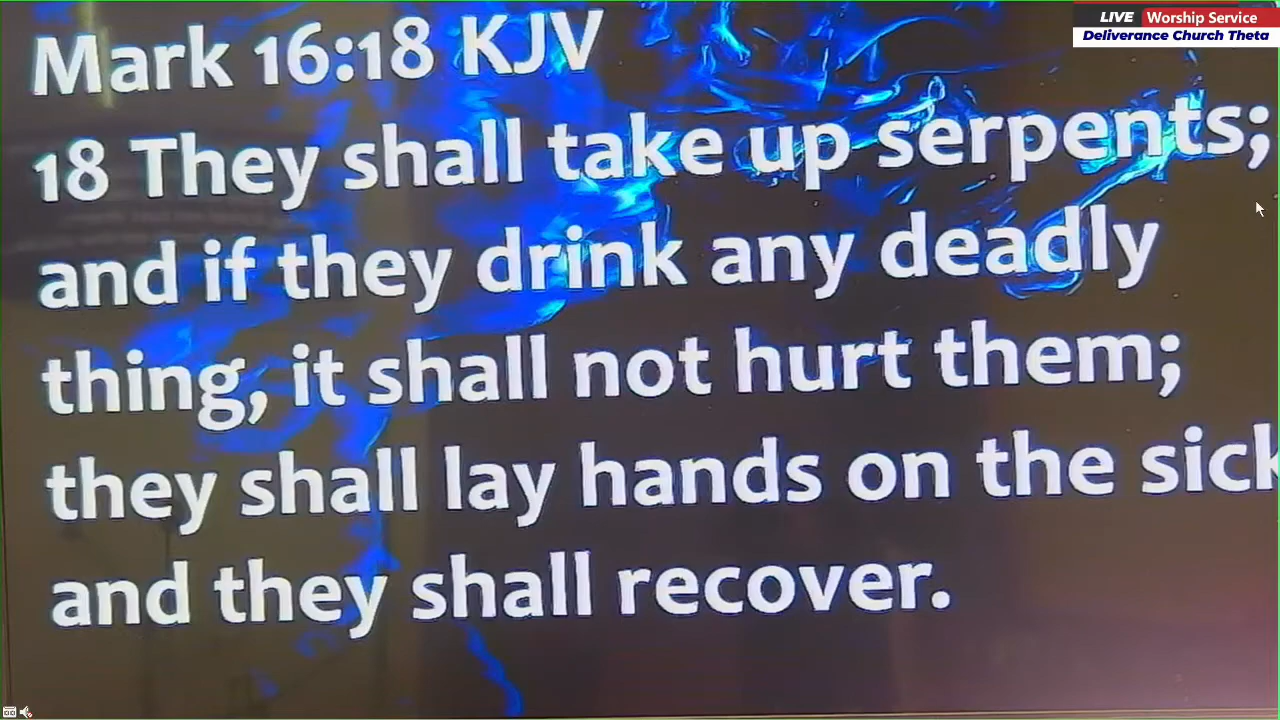 LIVE Worship Service
Deliverance Church Theta
Mark 16:18 KJV
18 They shall take up serpents;
and if they drink any deadly
thing, it shall not hurt them;
they shall lay hands on the sick
and they shall recover.